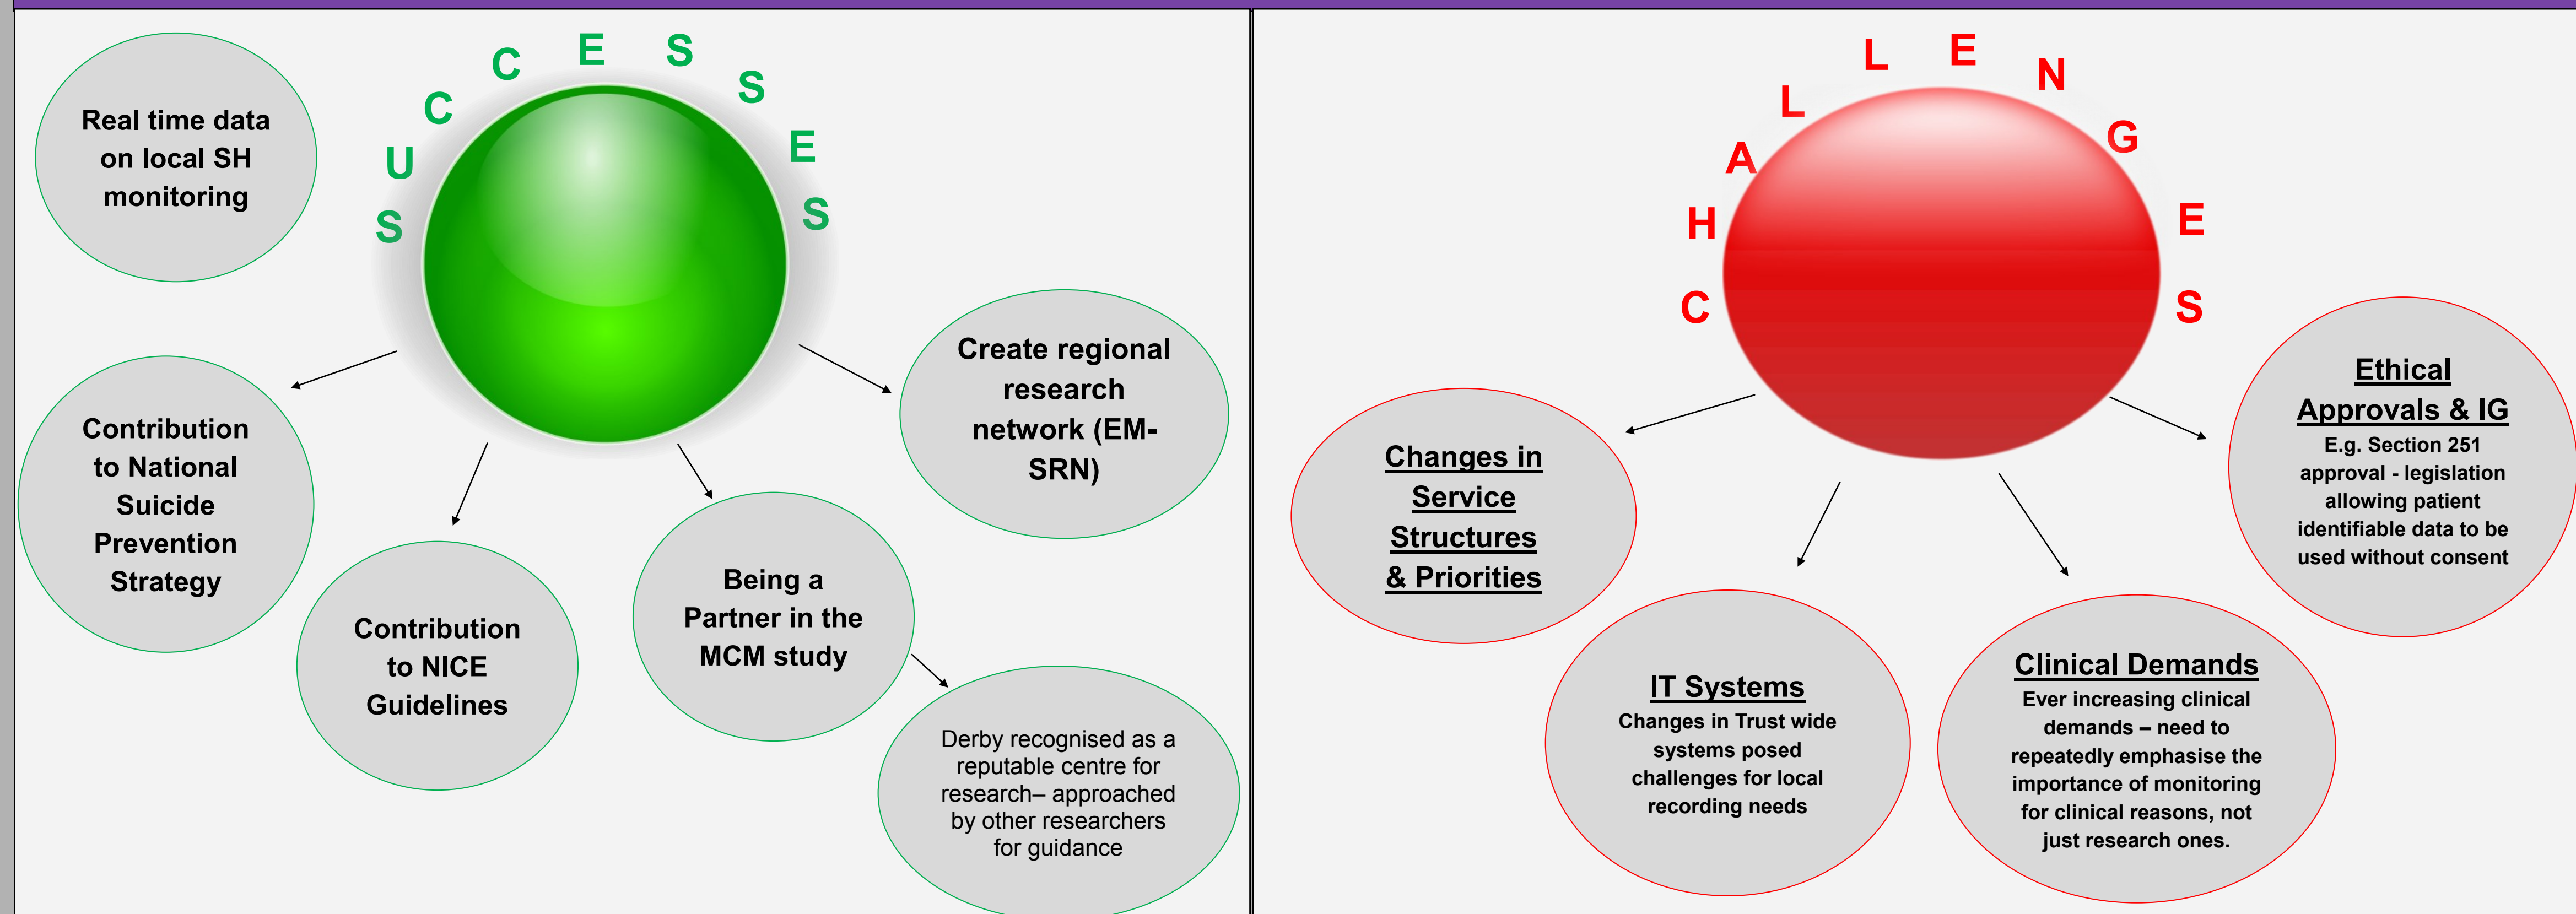 SUCCESSES
Real time data
on local SH
monitoring
Contribution
to National
Suicide
Prevention
Strategy
Contribution
to NICE
Guidelines
Being a
Partner in the
MCM study
Create regional
research
network (EM-
SRN)
Derby recognised as a
reputable centre for
research– approached
by other researchers
for guidance
CHALLENGES
Changes in
Service
Structures
& Priorities
IT Systems
Changes in Trust wide
systems posed
challenges for local
recording needs
Clinical Demands
Ever increasing clinical
demands – need to
repeatedly emphasise the
importance of monitoring
for clinical reasons, not
just research ones.
Ethical
Approvals & IG
E.g. Section 251
approval - legislation
allowing patient
identifiable data to be
used without consent